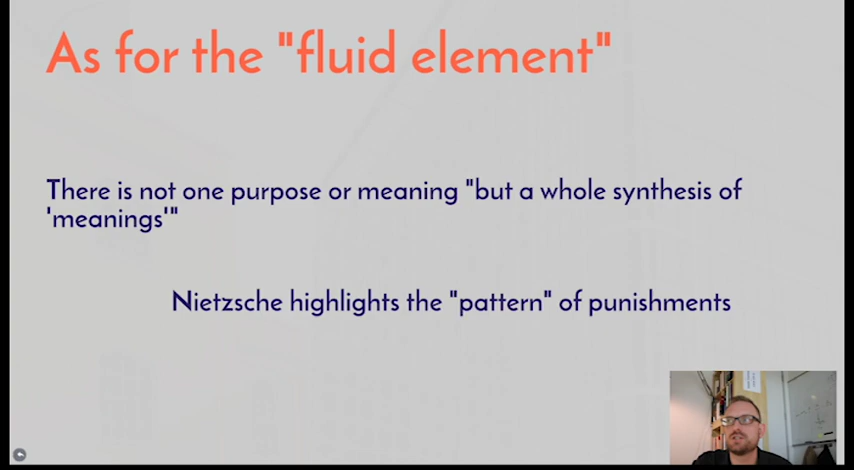 As for the "fluid element"
There is not one purpose or meaning "but a whole synthesis of
'meanings'"
Nietzsche highlights the "pattern" of punishments